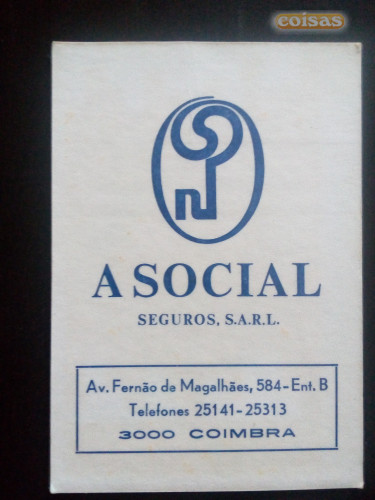 coisas
A SOCIAL
SEGUROS, S.A.R.L.
Av. Fernão de Magalhães, 584-Ent. B
Telefones 25141-25313
3000 COIMBRA